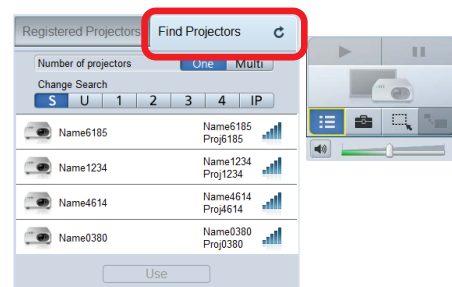 Registered Projectors Find Projectors
Number of projectors One Multi
Change Search
S U 1 2 3 4 IP
Name6185 Name6185
Proj6185
Name1234 Name1234
Proj1234
Name4614 Name4614
Proj4614
Name0380 Name0380
Proj0380
Use